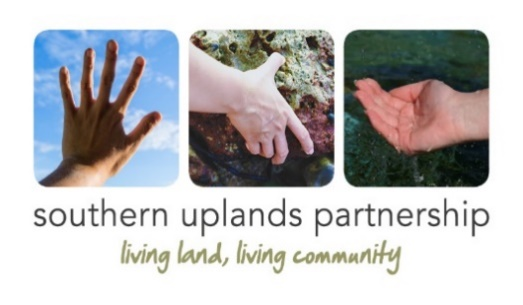 southern uplands partnership
living land, living community